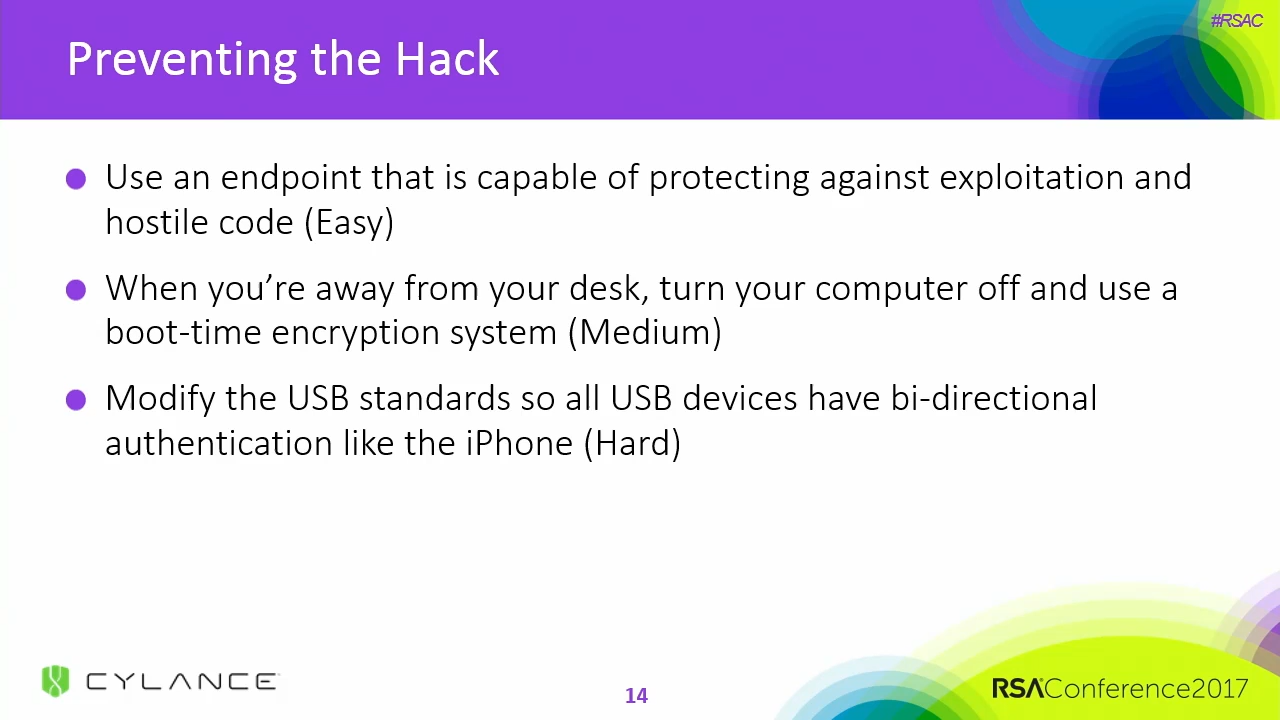 #RSAC
Preventing the Hack
Use an endpoint that is capable of protecting against exploitation and
hostile code (Easy)
When you’re away from your desk, turn your computer off and use a
boot-time encryption system (Medium)
Modify the USB standards so all USB devices have bi-directional
authentication like the iPhone (Hard)
CYLANCE
14
RSAConference2017